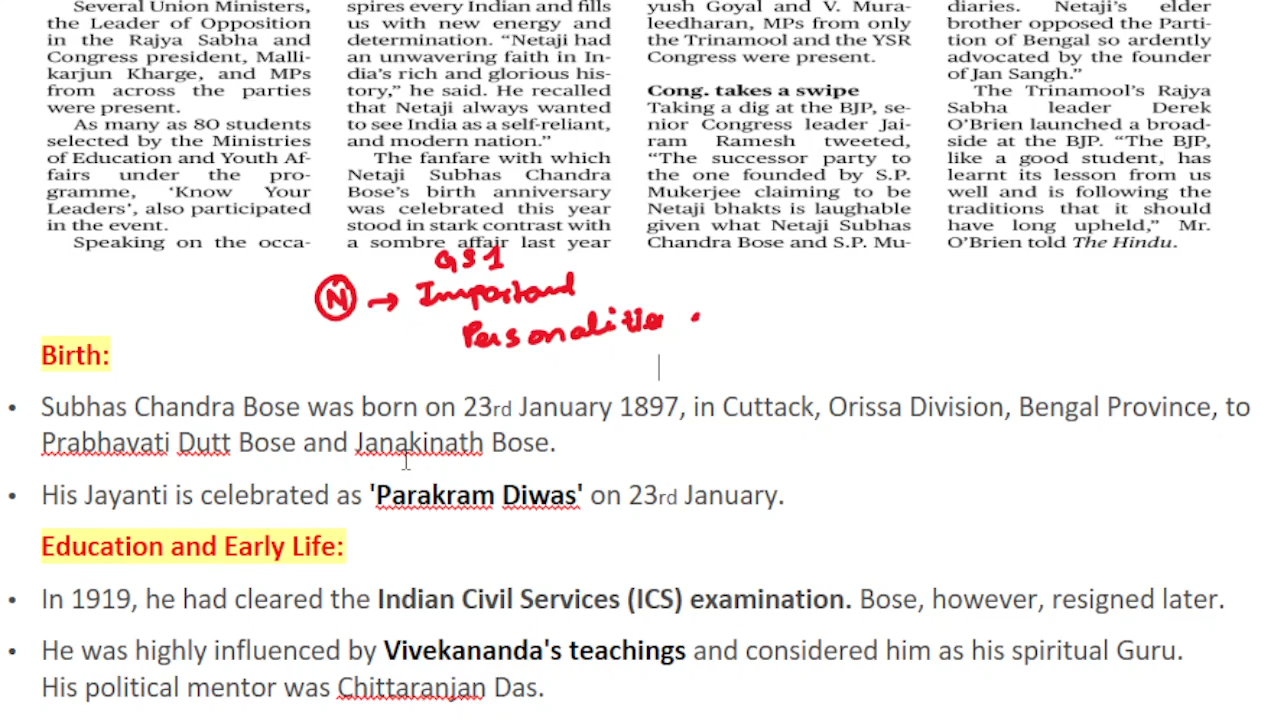 Several Union Ministers,
the Leader of Opposition
in the Rajya Sabha and
Congress president, Malli-
karjun Kharge, and MPs
from across the parties
were present.
As many as 80 students
selected by the Ministries
of Education and Youth Af-
fairs under the pro-
gramme, ‘Know Your
Leaders’, also participated
in the event.
Speaking on the occa-
spires every Indian and fills
us with new energy and
determination. “Netaji had
an unwavering faith in In-
dia’s rich and glorious his-
tory,” he said. He recalled
that Netaji always wanted
to see India as a self-reliant,
and modern nation.”
The fanfare with which
Netaji Subhas Chandra
Bose’s birth anniversary
was celebrated this year
stood in stark contrast with
a sombre affair last year
yush Goyal and V. Mura-
leedharan, MPs from only
the Trinamool and the YSR
Congress were present.
Cong. takes a swipe
Taking a dig at the BJP, se-
nior Congress leader Jai-
ram Ramesh tweeted,
“The successor party to
the one founded by S.P.
Mukerjee claiming to be
Netaji bhakts is laughable
given what Netaji Subhas
Chandra Bose and S.P. Mu-
diaries. Netaji’s elder
brother opposed the Parti-
tion of Bengal so ardently
advocated by the founder
of Jan Sangh.”
The Trinamool’s Rajya
Sabha leader Derek
O’Brien launched a broad-
side at the BJP. “The BJP,
like a good student, has
learnt its lesson from us
well and is following the
traditions that it should
have long upheld,” Mr.
O’Brien told The Hindu.
GS1
N → Important
Personalities.
Birth:
• Subhas Chandra Bose was born on 23rd January 1897, in Cuttack, Orissa Division, Bengal Province, to
Prabhavati Dutt Bose and Janakinath Bose.
• His Jayanti is celebrated as 'Parakram Diwas' on 23rd January.
Education and Early Life:
• In 1919, he had cleared the Indian Civil Services (ICS) examination. Bose, however, resigned later.
• He was highly influenced by Vivekananda's teachings and considered him as his spiritual Guru.
His political mentor was Chittaranjan Das.